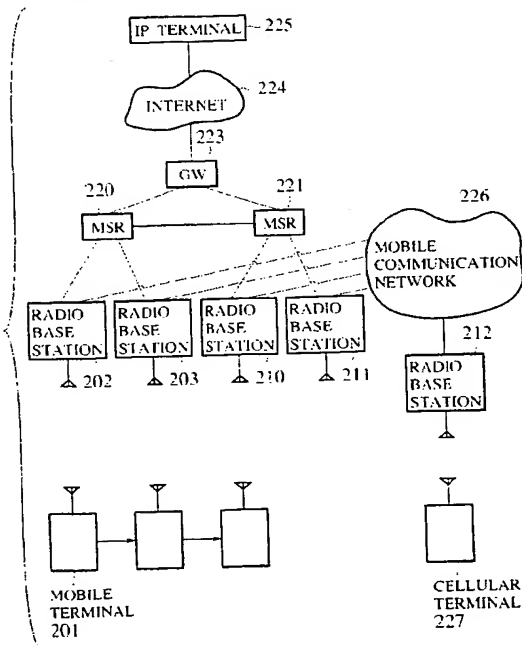 IP TERMINAL 225
INTERNET 224
223
GW
220
221
226
MSR
MSR
MOBILE
COMMUNICATION
NETWORK
RADIO
BASE
STATION
202
RADIO
BASE
STATION
203
RADIO
BASE
STATION
210
RADIO
BASE
STATION
211
212
RADIO
BASE
STATION
MOBILE
TERMINAL
201
CELLULAR
TERMINAL
227